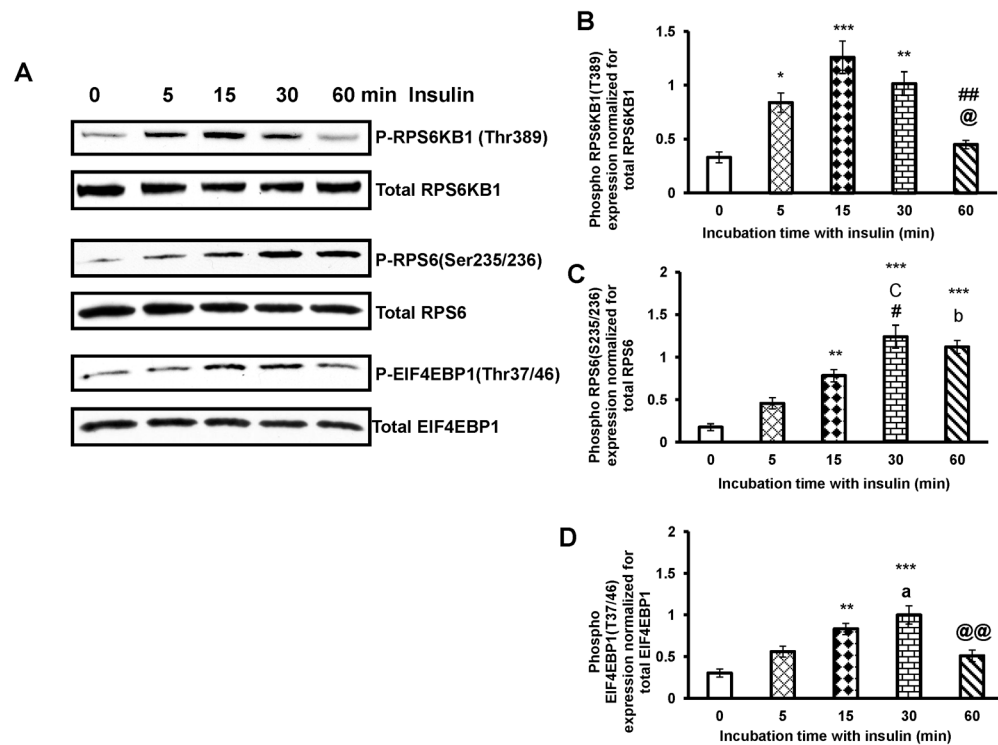 A
0 5 15 30 60 min Insulin
P-RPS6KB1 (Thr389)
Total RPS6KB1
P-RPS6(Ser235/236)
Total RPS6
P-EIF4EBP1(Thr37/46)
Total EIF4EBP1
B
Phospho RPS6KB1(T389)
expression normalized for
total RPS6KB1
1.5
1
0.5
0
*
***
**
##
@
0 5 15 30 60
Incubation time with insulin (min)
C
Phospho RPS6(S235/236)
expression normalized for
total RPS6
2
1.5
1
0.5
0
**
***
C
#
***
b
0 5 15 30 60
Incubation time with insulin (min)
D
Phospho
EIF4EBP1(T37/46)
expression normalized for
total EIF4EBP1
2
1.5
1
0.5
0
**
***
a
@@
0 5 15 30 60
Incubation time with insulin (min)